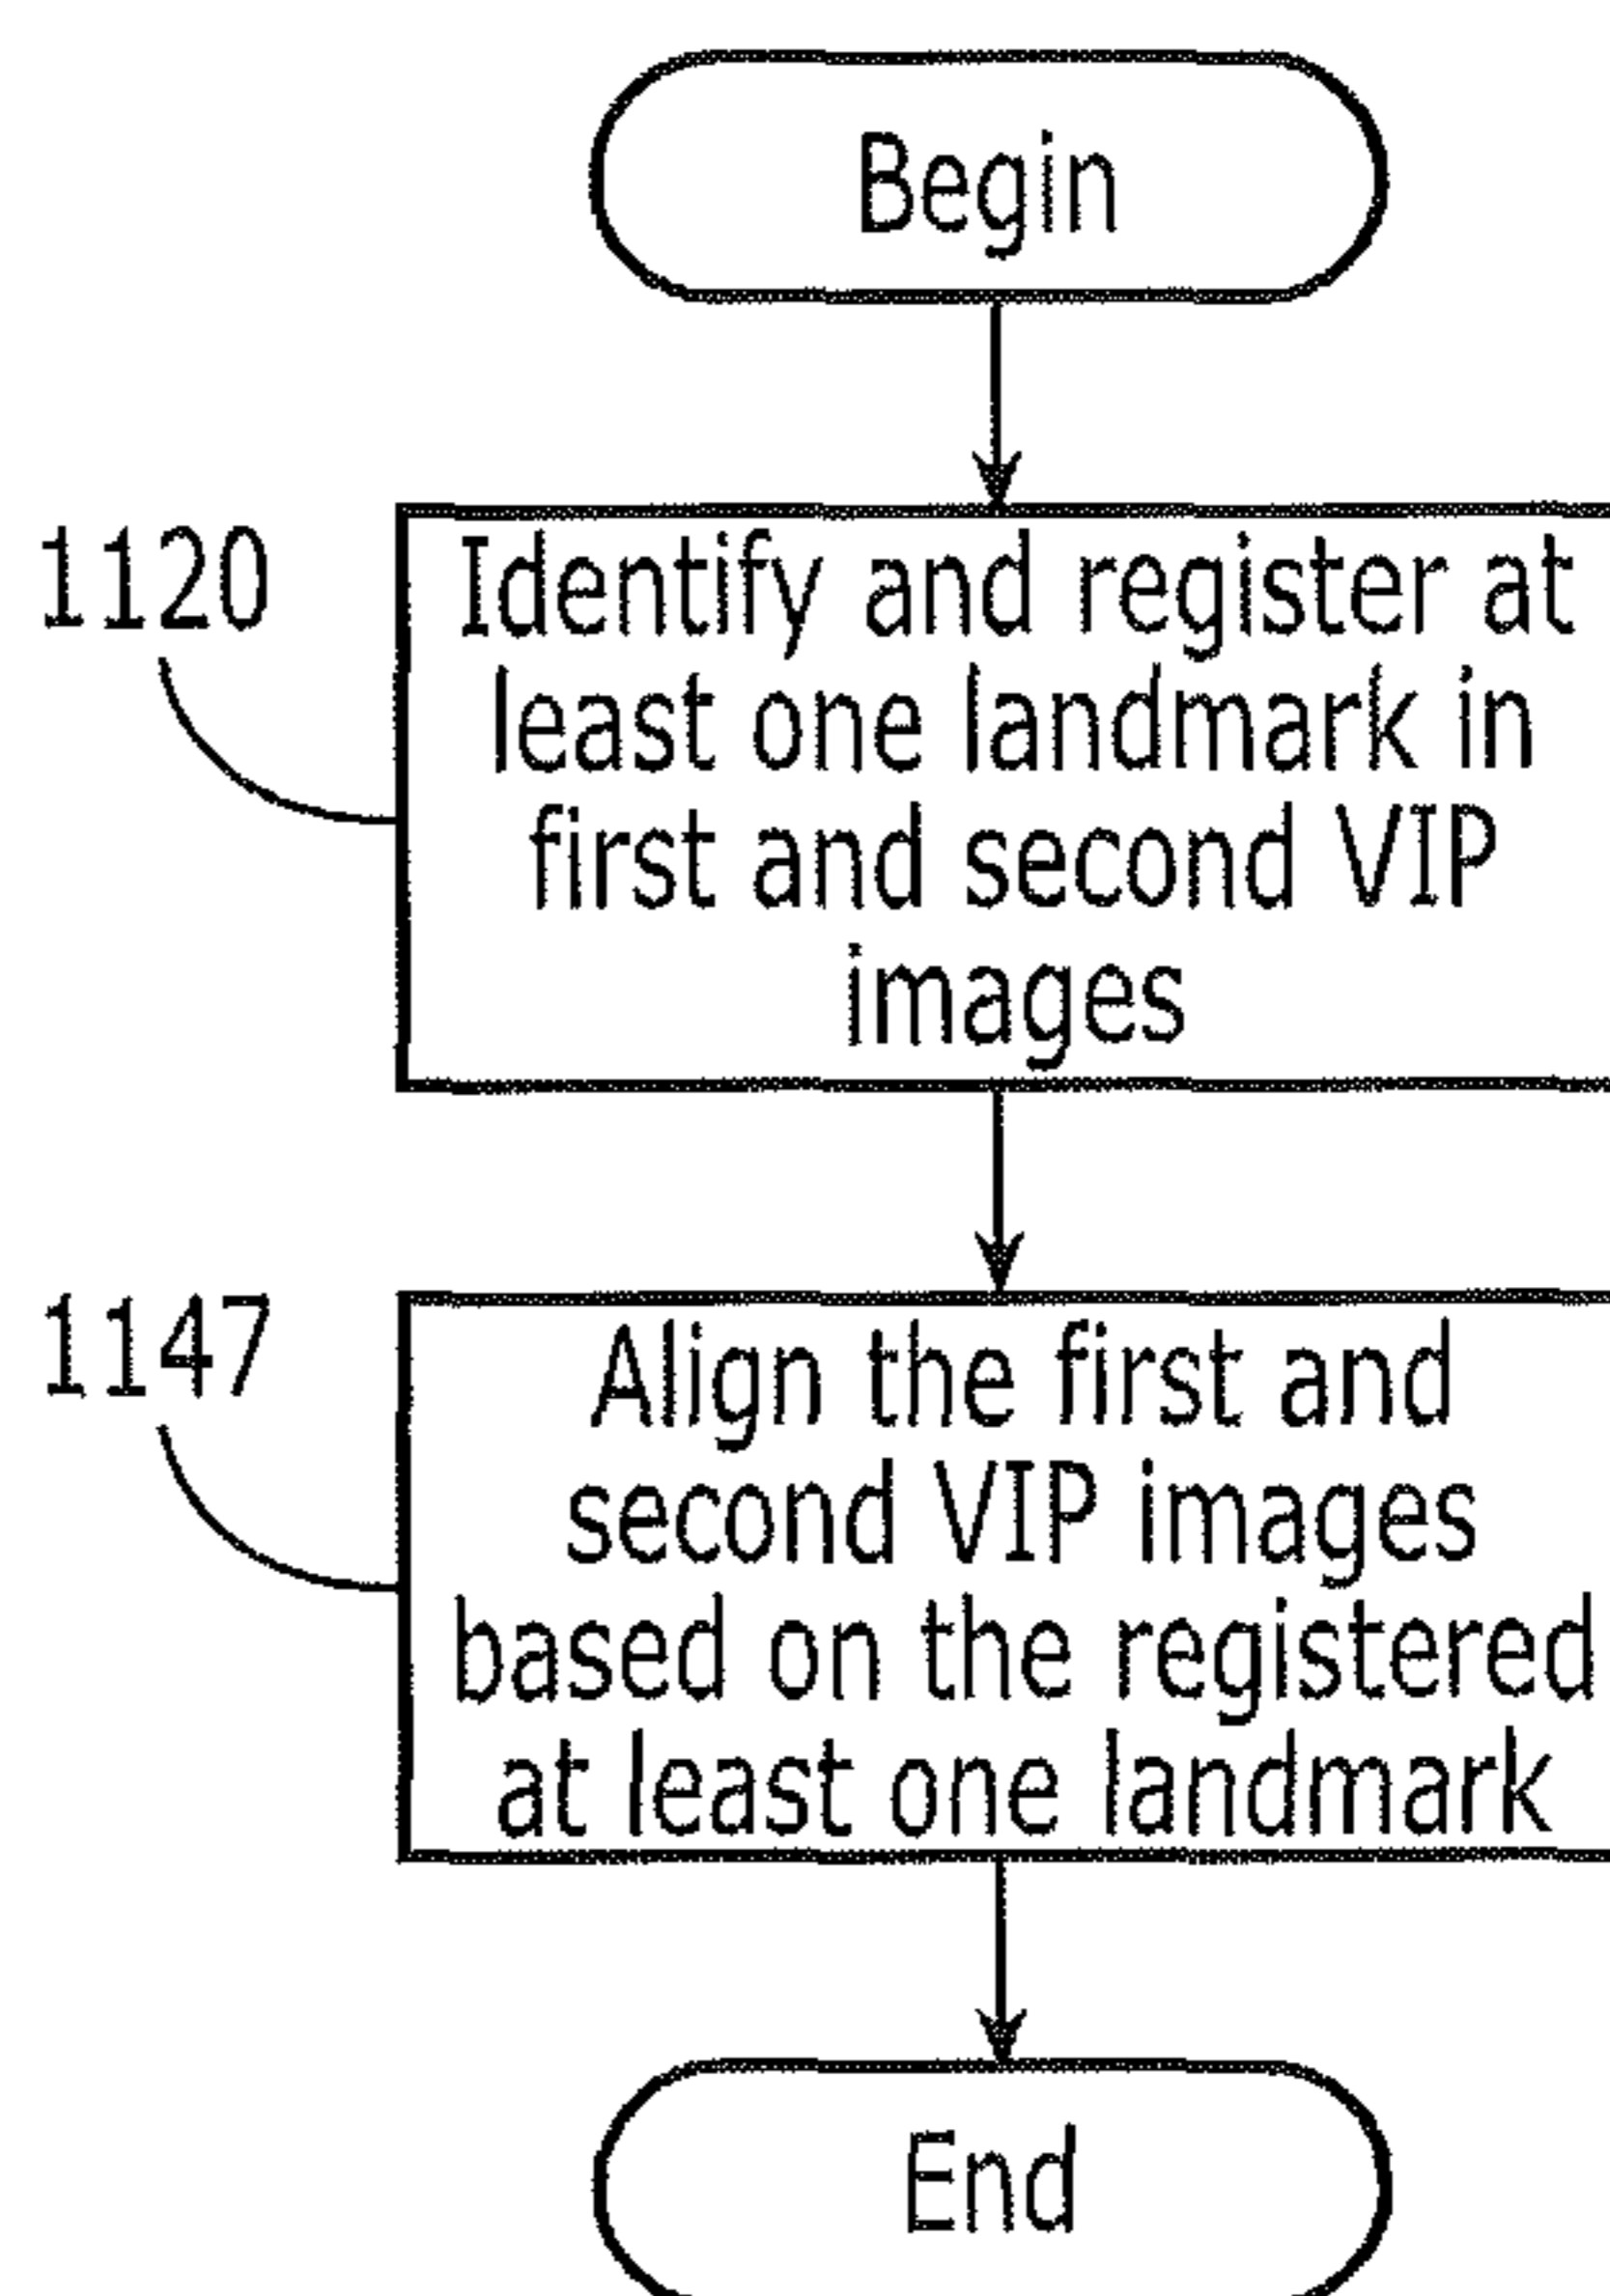 Begin
1120
Identify and register at
least one landmark in
first and second VIP
images
1147
Align the first and
second VIP images
based on the registered
at least one landmark
End